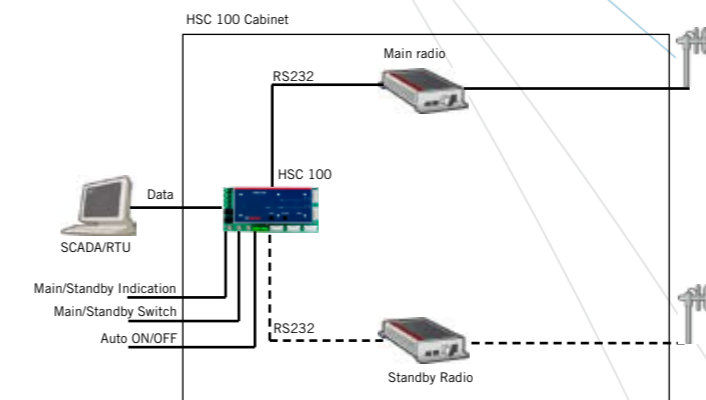 HSC 100 Cabinet
Main radio
RS232
HSC 100
Data
SCADA/RTU
Main/Standby Indication
Main/Standby Switch
Auto ON/OFF
RS232
Standby Radio